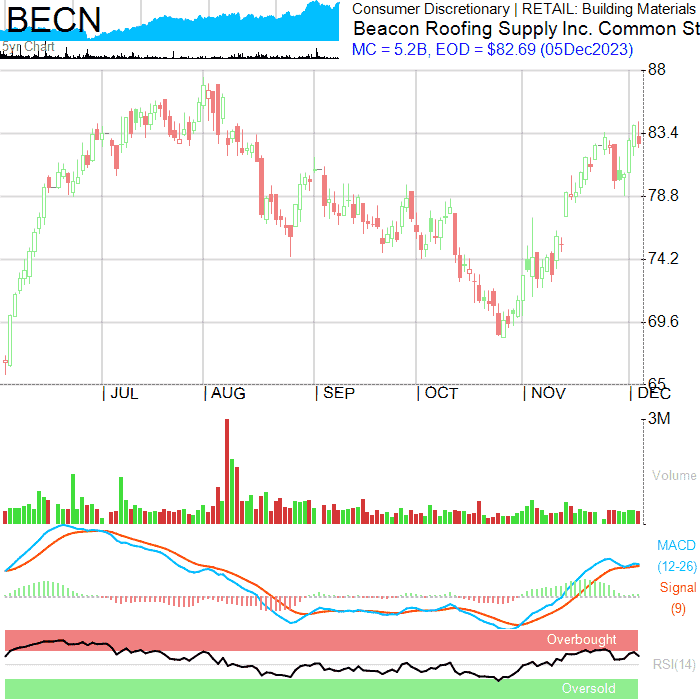 BECN
5yr Chart
Consumer Discretionary | RETAIL: Building Materials
Beacon Roofing Supply Inc. Common St
MC = 5.2B, EOD = $82.69 (05Dec2023)
88
83.4
78.8
74.2
69.6
65
| JUL
| AUG
| SEP
| OCT
| NOV
| DEC
3M
Volume
MACD
(12-26)
Signal
(9)
Overbought
RSI(14)
Oversold